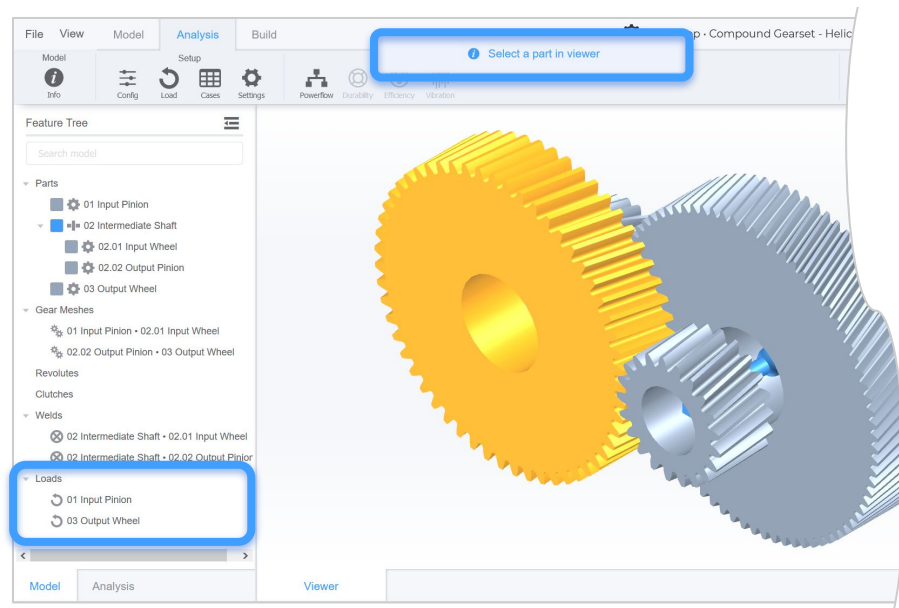 File View Model Analysis Build
Select a part in viewer
p · Compound Gearset - Helic
Model Setup
Info Config Load Cases Settings Powerflow Durability Efficiency Vibration
Feature Tree
Search model
Parts
01 Input Pinion
02 Intermediate Shaft
02.01 Input Wheel
02.02 Output Pinion
03 Output Wheel
Gear Meshes
01 Input Pinion • 02.01 Input Wheel
02.02 Output Pinion • 03 Output Wheel
Revolutes
Clutches
Welds
02 Intermediate Shaft • 02.01 Input Wheel
02 Intermediate Shaft • 02.02 Output Pinion
Loads
01 Input Pinion
03 Output Wheel
Model Analysis Viewer